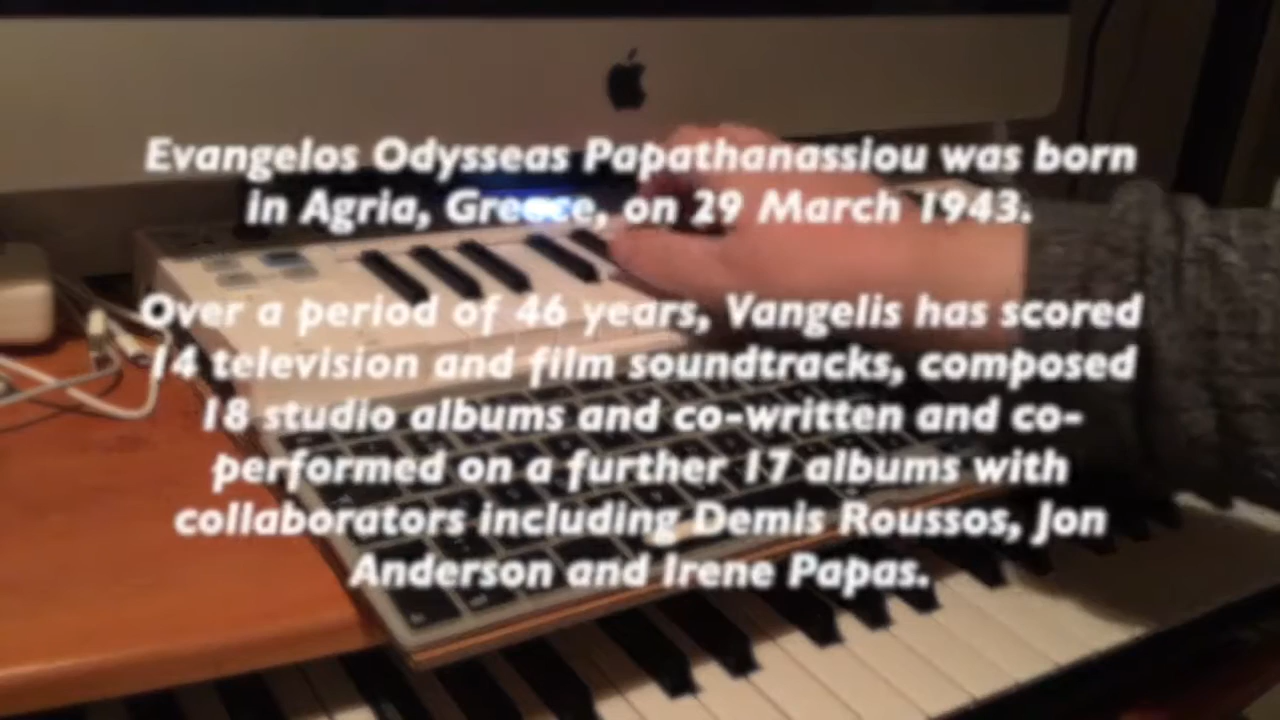 Evangelos Odysseas Papathanassiou was born
in Agria, Greece, on 29 March 1943.
Over a period of 46 years, Vangelis has scored
14 television and film soundtracks, composed
18 studio albums and co-written and co-
performed on a further 17 albums with
collaborators including Demis Roussos, Jon
Anderson and Irene Papas.